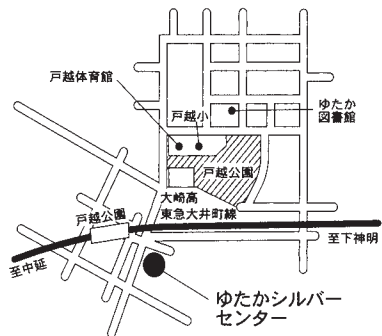 戸越体育館
戸越小
ゆたか
図書館
戸越公園
大崎高
東急大井町線
戸越公園
至中延
至下神明
ゆたかシルバー
センター